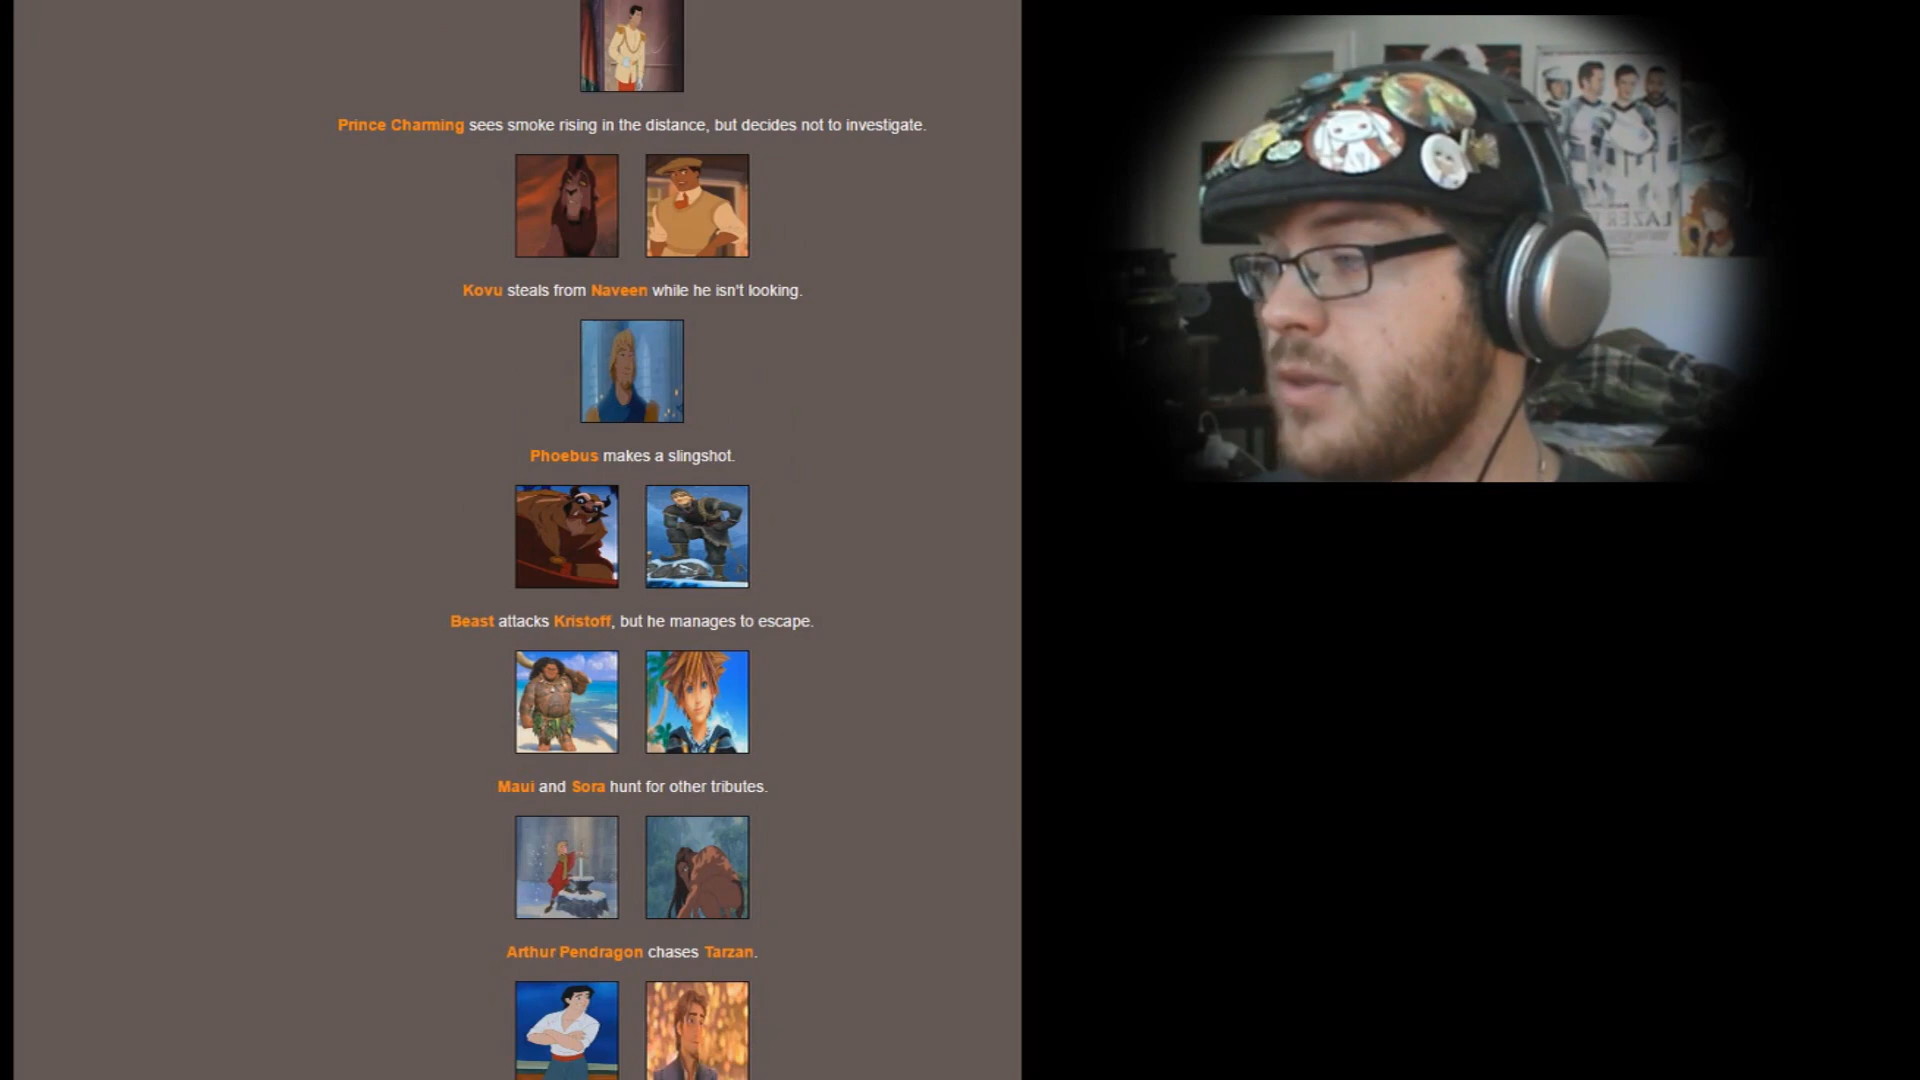 Prince Charming sees smoke rising in the distance, but decides not to investigate.
Kovu steals from Naveen while he isn't looking.
Phoebus makes a slingshot.
Beast attacks Kristoff, but he manages to escape.
Maui and Sora hunt for other tributes.
Arthur Pendragon chases Tarzan.